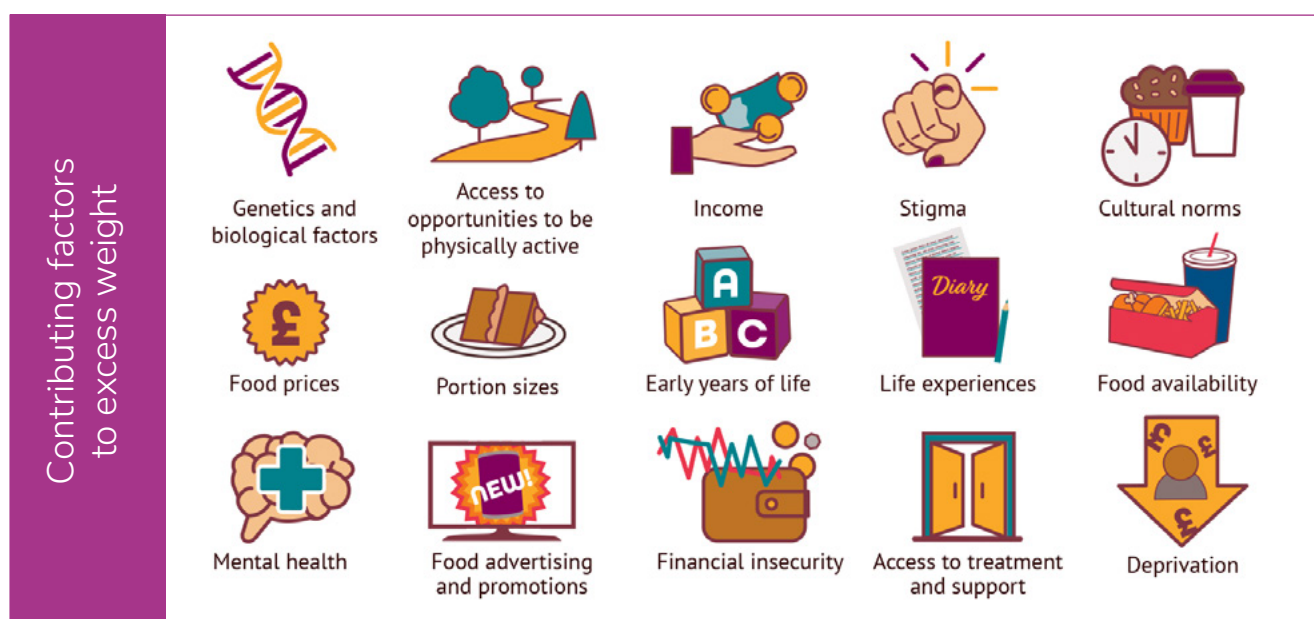 Contributing factors
to excess weight
Genetics and
biological factors
Access to
opportunities to be
physically active
Income
Stigma
Cultural norms
£
Food prices
Portion sizes
A
B
C
Early years of life
Diary
Life experiences
Food availability
Mental health
NEW!
Food advertising
and promotions
Financial insecurity
Access to treatment
and support
£
£
£
Deprivation